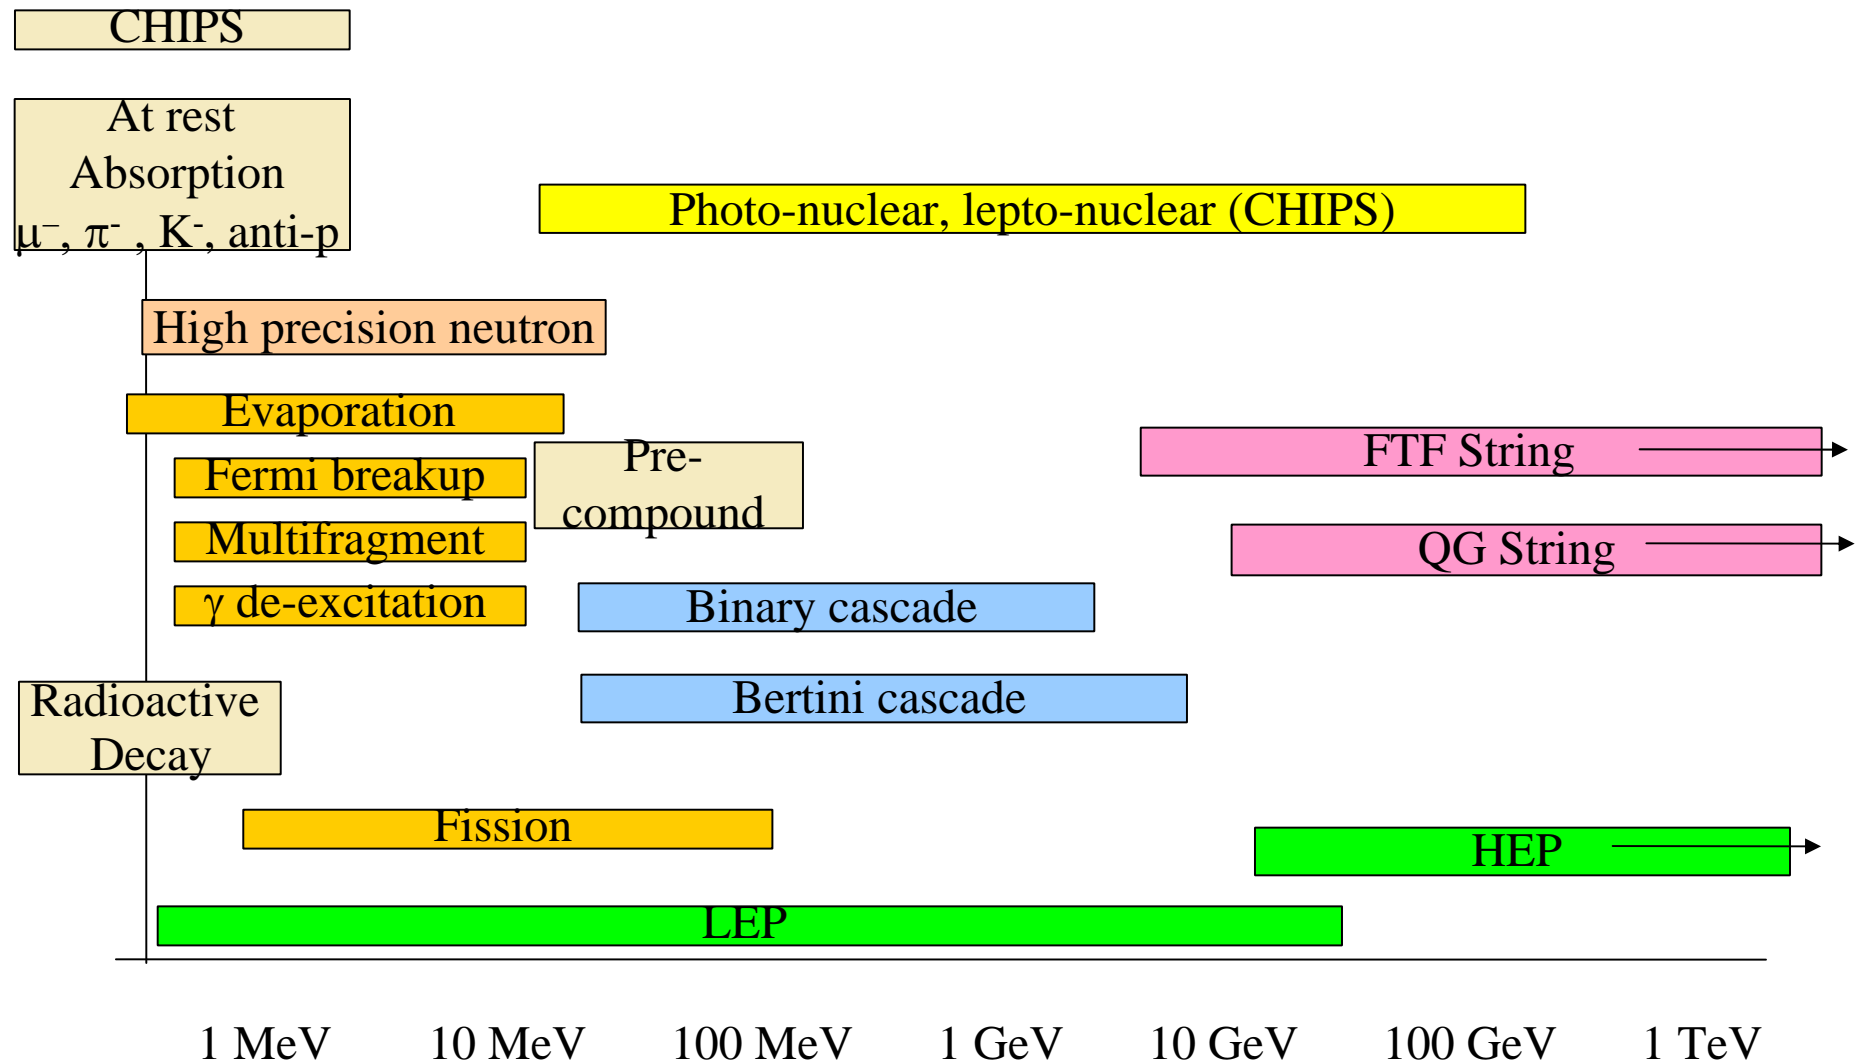 CHIPS
At rest
Absorption
μ⁻, π⁻ , K⁻, anti-p
Photo-nuclear, lepto-nuclear (CHIPS)
High precision neutron
Evaporation
Fermi breakup
Multifragment
γ de-excitation
Pre-
compound
FTF String
QG String
Binary cascade
Bertini cascade
Radioactive
Decay
Fission
HEP
LEP
1 MeV 10 MeV 100 MeV 1 GeV 10 GeV 100 GeV 1 TeV